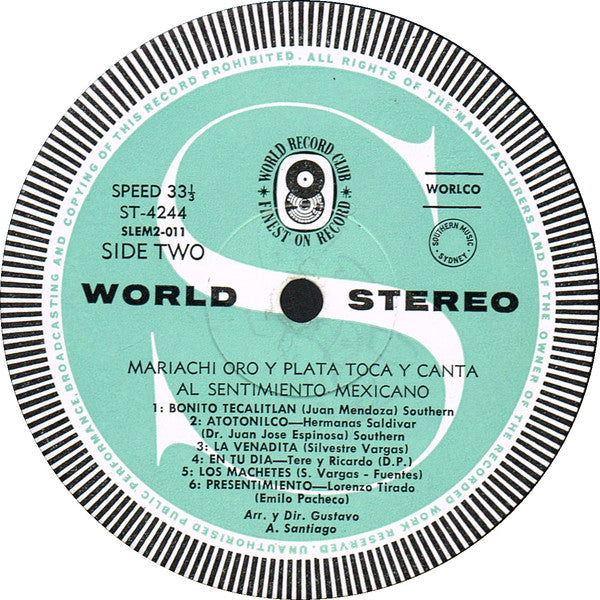 ALL RIGHTS OF THE MANUFACTURERS AND OF THE OWNER OF THE RECORDED WORK RESERVED. UNAUTHORISED PUBLIC PERFORMANCE, BROADCASTING AND COPYING OF THIS RECORD PROHIBITED.
WORLD RECORD CLUB
FINEST ON RECORD
SPEED 33⅓
ST-4244
SLEM2-011
SIDE TWO
WORLCO
SOUTHERN MUSIC
SYDNEY
WORLD STEREO
MARIACHI ORO Y PLATA TOCA Y CANTA
AL SENTIMIENTO MEXICANO
1: BONITO TECALITLAN (Juan Mendoza) Southern
2: ATOTONILCO—Hermanas Saldivar
(Dr. Juan Jose Espinosa) Southern
3: LA VENADITA (Silvestre Vargas)
4: EN TU DIA—Tere y Ricardo (D.P.)
5: LOS MACHETES (S. Vargas - Fuentes)
6: PRESENTIMIENTO—Lorenzo Tirado
(Emilo Pacheco)
Arr. y Dir. Gustavo
A. Santiago